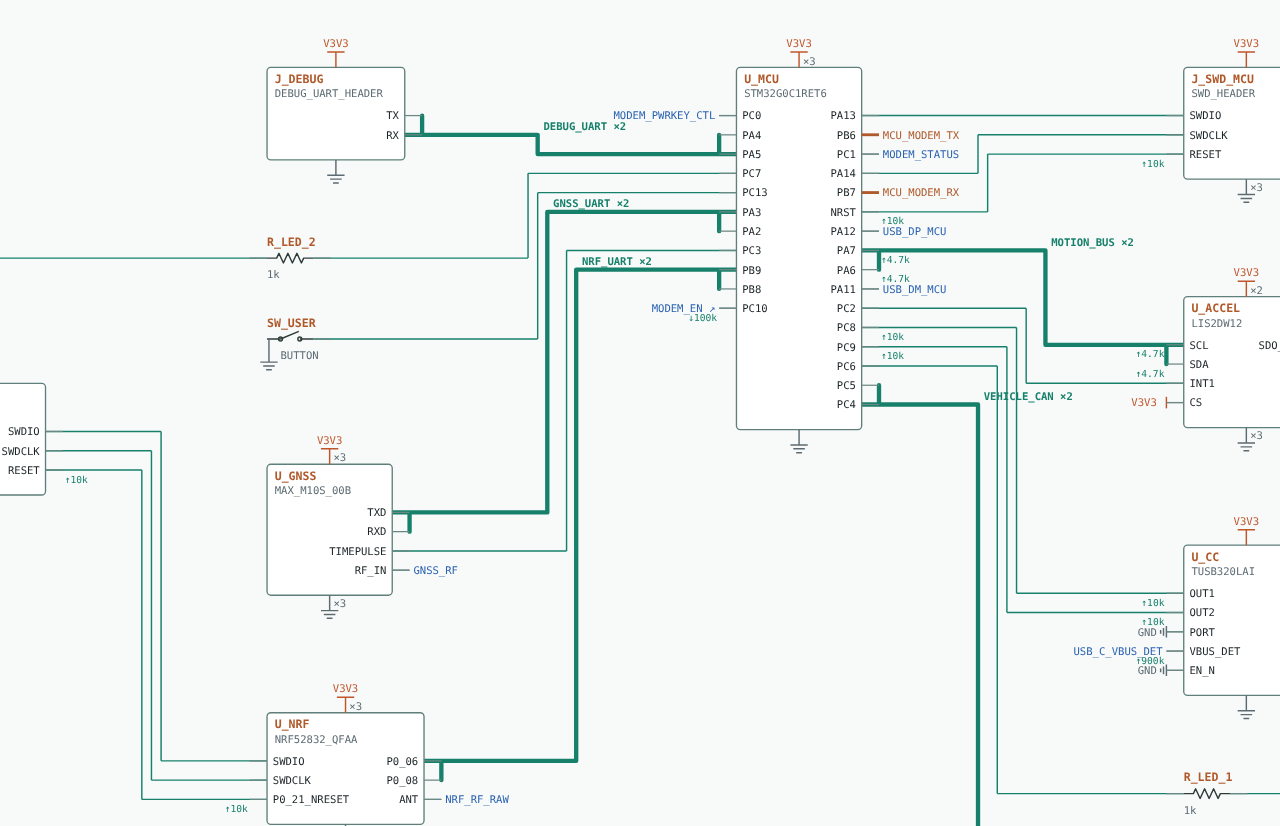 V3V3
J_DEBUG
DEBUG_UART_HEADER
TX
RX
DEBUG_UART ×2
R_LED_2
1k
SW_USER
BUTTON
SWDIO
SWDCLK
RESET
↑10k
V3V3
×3
U_GNSS
MAX_M10S_00B
TXD
RXD
TIMEPULSE
RF_IN
GNSS_RF
×3
GNSS_UART ×2
NRF_UART ×2
V3V3
×3
U_NRF
NRF52832_QFAA
SWDIO
SWDCLK
P0_21_NRESET
↑10k
P0_06
P0_08
ANT
NRF_RF_RAW
V3V3
×3
U_MCU
STM32G0C1RET6
MODEM_PWRKEY_CTL
PC0
PA4
PA5
PC7
PC13
PA3
PA2
PC3
PB9
PB8
MODEM_EN ↗
PC10
↓100k
PA13
PB6
MCU_MODEM_TX
PC1
MODEM_STATUS
PA14
PB7
MCU_MODEM_RX
NRST
↑10k
PA12
USB_DP_MCU
PA7
↑4.7k
PA6
↑4.7k
PA11
USB_DM_MCU
PC2
PC8
↑10k
PC9
↑10k
PC6
PC5
PC4
VEHICLE_CAN ×2
MOTION_BUS ×2
V3V3
J_SWD_MCU
SWD_HEADER
SWDIO
SWDCLK
RESET
↑10k
×3
V3V3
×2
U_ACCEL
LIS2DW12
SCL
SDO_
↑4.7k
SDA
↑4.7k
INT1
V3V3
CS
×3
V3V3
U_CC
TUSB320LAI
OUT1
↑10k
OUT2
↑10k
GND
PORT
USB_C_VBUS_DET
VBUS_DET
↑900k
GND
EN_N
R_LED_1
1k